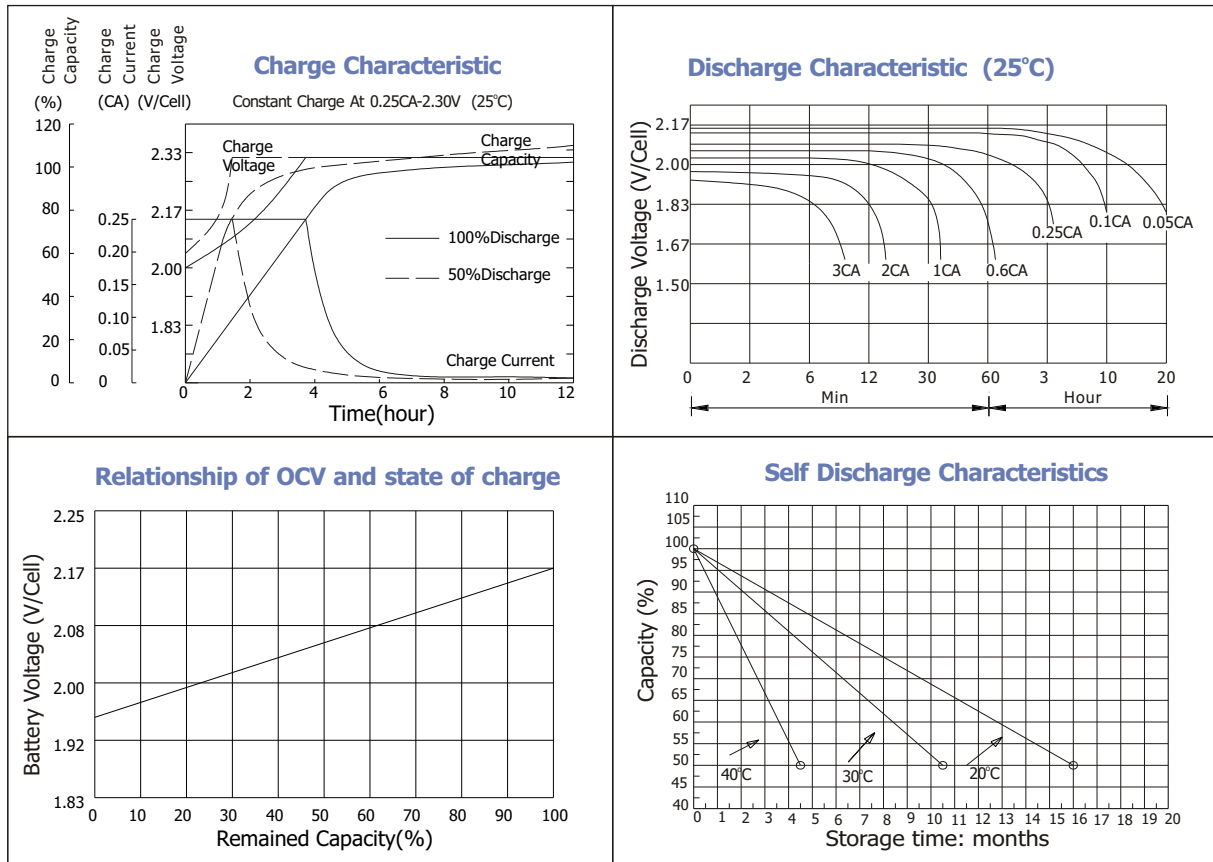 Charge
Capacity
Charge
Current
Charge
Voltage
(%)
(CA)
(V/Cell)
Charge Characteristic
Constant Charge At 0.25CA-2.30V (25°C)
120
100
80
60
40
20
0
0.25
0.20
0.15
0.10
0.05
0
2.33
2.17
2.00
1.83
Charge
Voltage
Charge
Capacity
100%Discharge
50%Discharge
Charge Current
0 2 4 6 8 10 12
Time(hour)
Discharge Characteristic (25°C)
Discharge Voltage (V/Cell)
2.17
2.00
1.83
1.67
1.50
3CA 2CA 1CA 0.6CA 0.25CA 0.1CA 0.05CA
0 2 6 12 30 60 3 10 20
Min Hour
Relationship of OCV and state of charge
Battery Voltage (V/Cell)
2.25
2.17
2.08
2.00
1.92
1.83
0 10 20 30 40 50 60 70 80 90 100
Remained Capacity(%)
Self Discharge Characteristics
Capacity (%)
110
105
100
95
90
85
80
75
70
65
60
55
50
45
40
40°C 30°C 20°C
0 1 2 3 4 5 6 7 8 9 10 11 12 13 14 15 16 17 18 19 20
Storage time: months